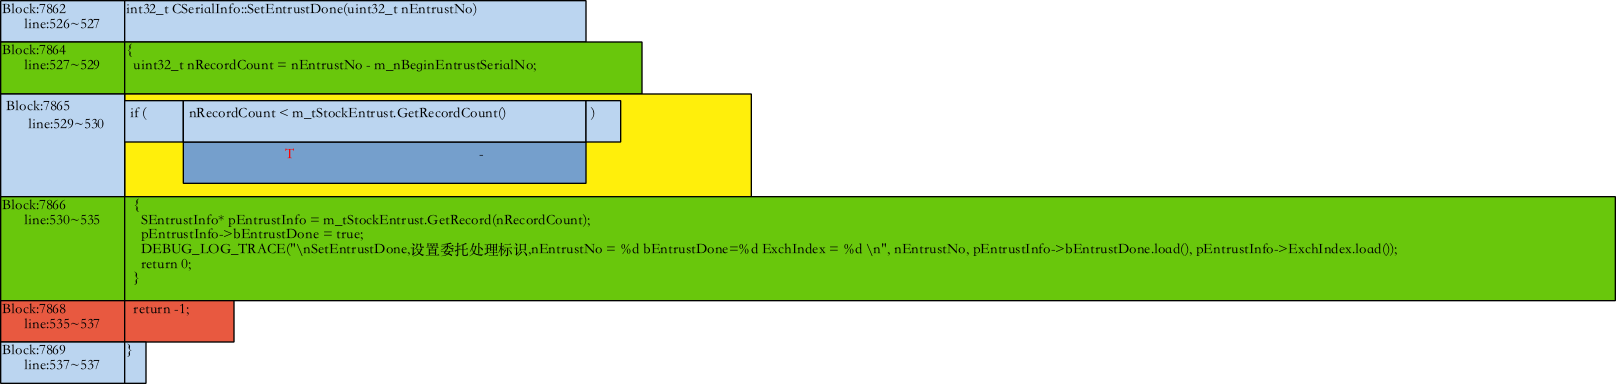 Block:7862
line:526~527
int32_t CSerialInfo::SetEntrustDone(uint32_t nEntrustNo)
Block:7864
line:527~529
{
uint32_t nRecordCount = nEntrustNo - m_nBeginEntrustSerialNo;
Block:7865
line:529~530
if ( nRecordCount < m_tStockEntrust.GetRecordCount() )
T -
Block:7866
line:530~535
{
SEntrustInfo* pEntrustInfo = m_tStockEntrust.GetRecord(nRecordCount);
pEntrustInfo->bEntrustDone = true;
DEBUG_LOG_TRACE("\nSetEntrustDone,设置委托处理标识,nEntrustNo = %d bEntrustDone=%d ExchIndex = %d \n", nEntrustNo, pEntrustInfo->bEntrustDone.load(), pEntrustInfo->ExchIndex.load());
return 0;
}
Block:7868
line:535~537
return -1;
Block:7869
line:537~537
}